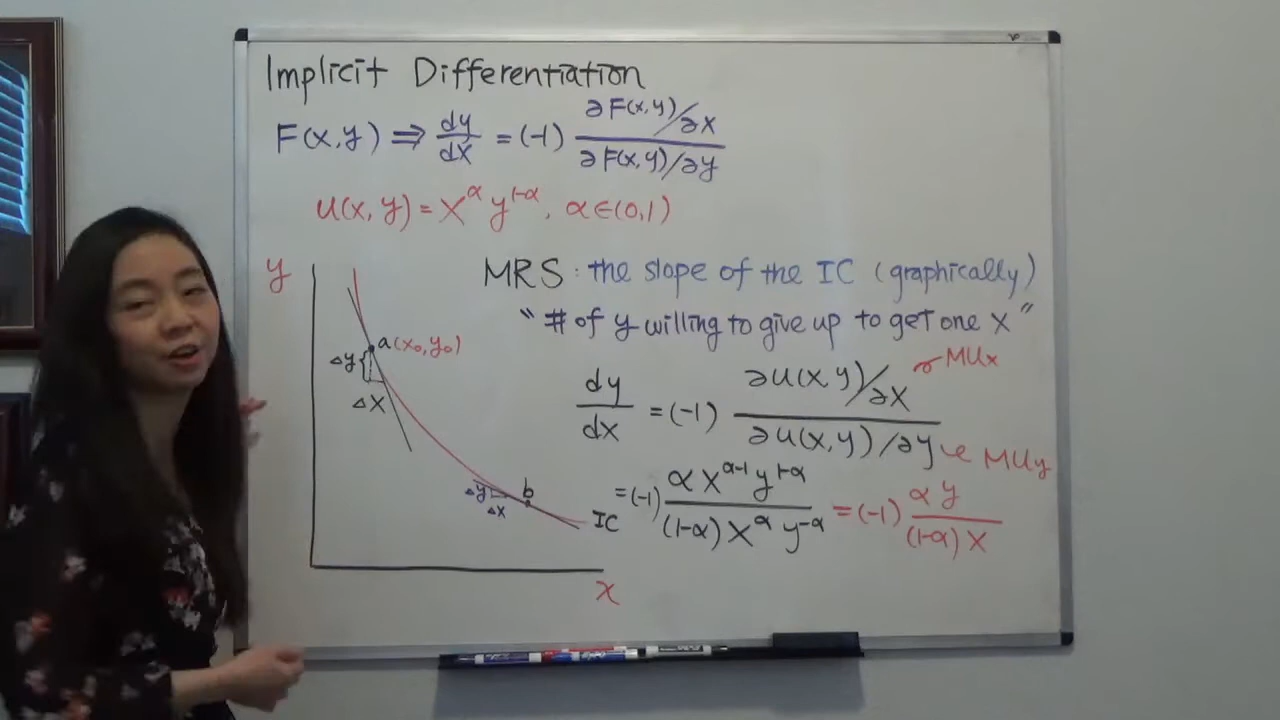 Implicit Differentiation
F(x,y) ⇒ dy/dx = (-1) ∂F(x,y)/∂x / ∂F(x,y)/∂y
u(x,y) = x^α y^(1-α), α∈(0,1)
y
MRS: the slope of the IC (graphically)
"# of y willing to give up to get one x"
a(x₀,y₀)
Δy
Δx
dy/dx = (-1) ∂u(x,y)/∂x / ∂u(x,y)/∂y
MUx
MUy
= (-1) αx^(α-1) y^(1-α) / (1-α)x^α y^(-α) = (-1) αy / (1-α)x
Δy
b
Δx
IC
x